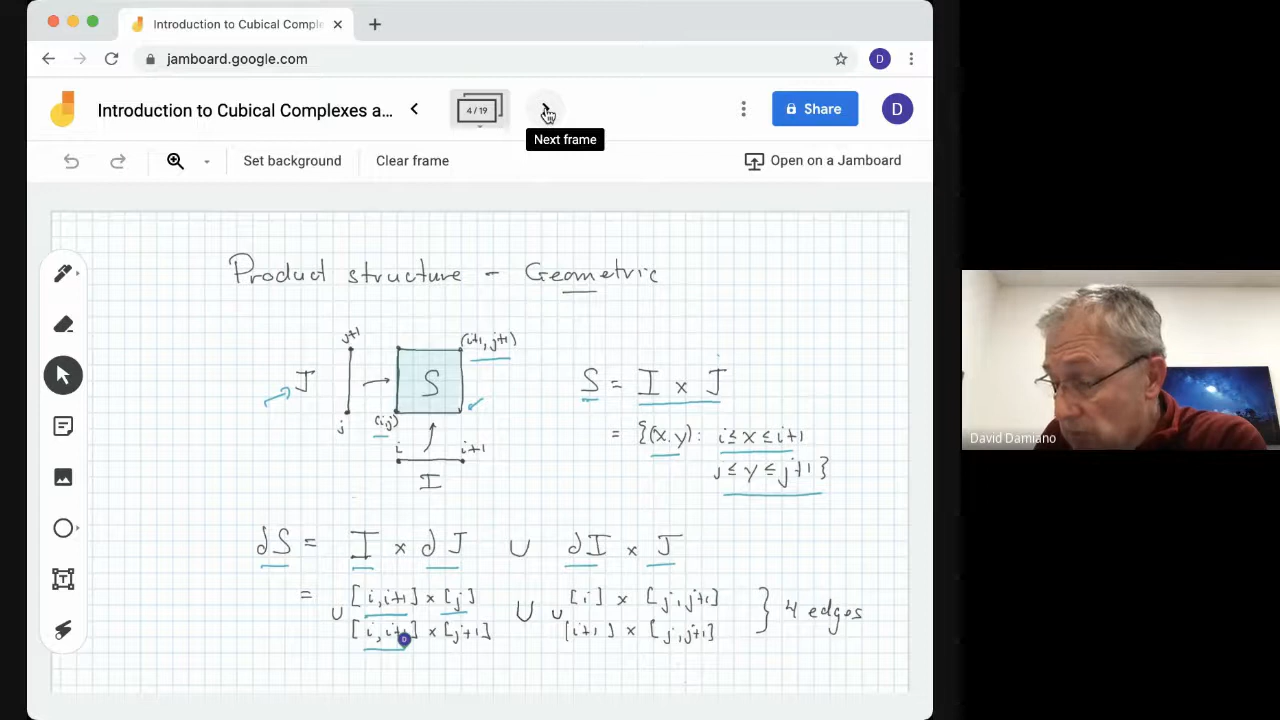 Introduction to Cubical Comple
jamboard.google.com
D
Introduction to Cubical Complexes a...
4 / 19
Share
D
Next frame
Set background
Clear frame
Open on a Jamboard
Product structure - Geometric
j+1
(i+1, j+1)
J
S
S = I x J
(i,j)
j
i
i+1
= {(x,y): i ≤ x ≤ i+1
j ≤ y ≤ j+1}
I
∂S = I × ∂J ∪ ∂I × J
= ∪ [i,i+1] × [j] ∪ ∪ [i] × [j,j+1] } 4 edges
[i,i+1] × [j+1] [i+1] × [j,j+1]
David Damiano